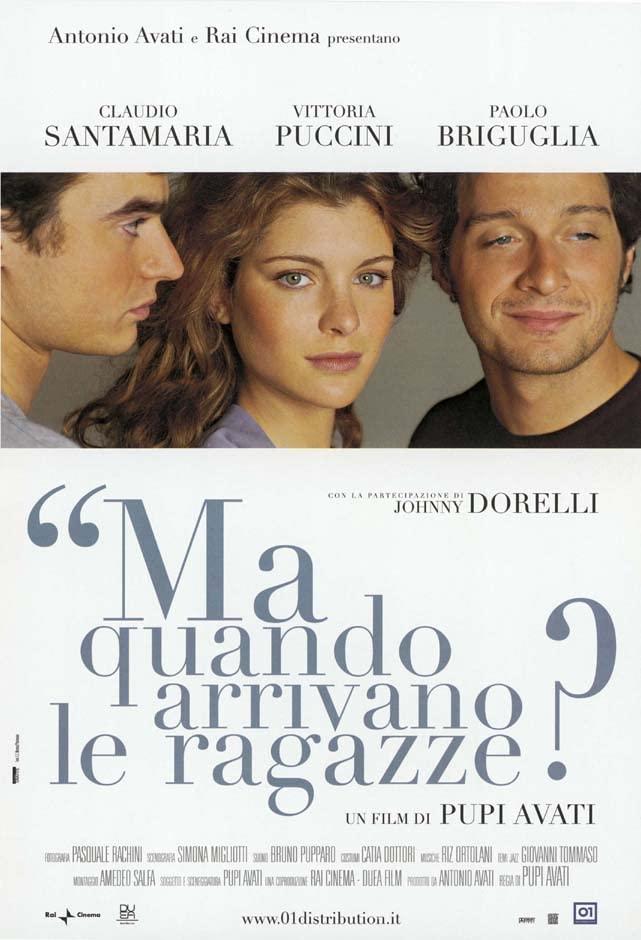 Antonio Avati e Rai Cinema presentano
CLAUDIO SANTAMARIA
VITTORIA PUCCINI
PAOLO BRIGUGLIA
CON LA PARTECIPAZIONE DI
JOHNNY DORELLI
“Ma
quando
arrivano
le ragazze?
UN FILM DI PUPI AVATI
FOTOGRAFIA PASQUALE RACHINI SCENOGRAFIA SIMONA MIGLIOTTI SUONO BRUNO PUPPARO COSTUMI CATIA DOTTORI MUSICHE RIZ ORTOLANI TEMI JAZZ GIOVANNI TOMMASO
MONTAGGIO AMEDEO SALFA SOGGETTO E SCENEGGIATURA PUPI AVATI UNA COPRODUZIONE RAI CINEMA - DUEA FILM PRODOTTO DA ANTONIO AVATI REGIA DI PUPI AVATI
Rai Cinema
www.01distribution.it
01